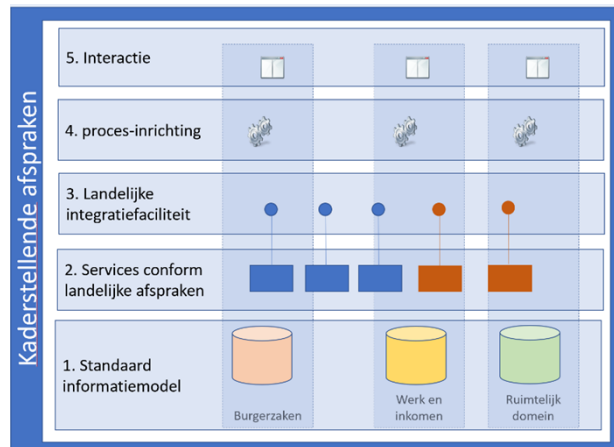 Kaderstellende afspraken
5. Interactie
4. proces-inrichting
3. Landelijke
integratiefaciliteit
2. Services conform
landelijke afspraken
1. Standaard
informatiemodel
Burgerzaken
Werk en
inkomen
Ruimtelijk
domein